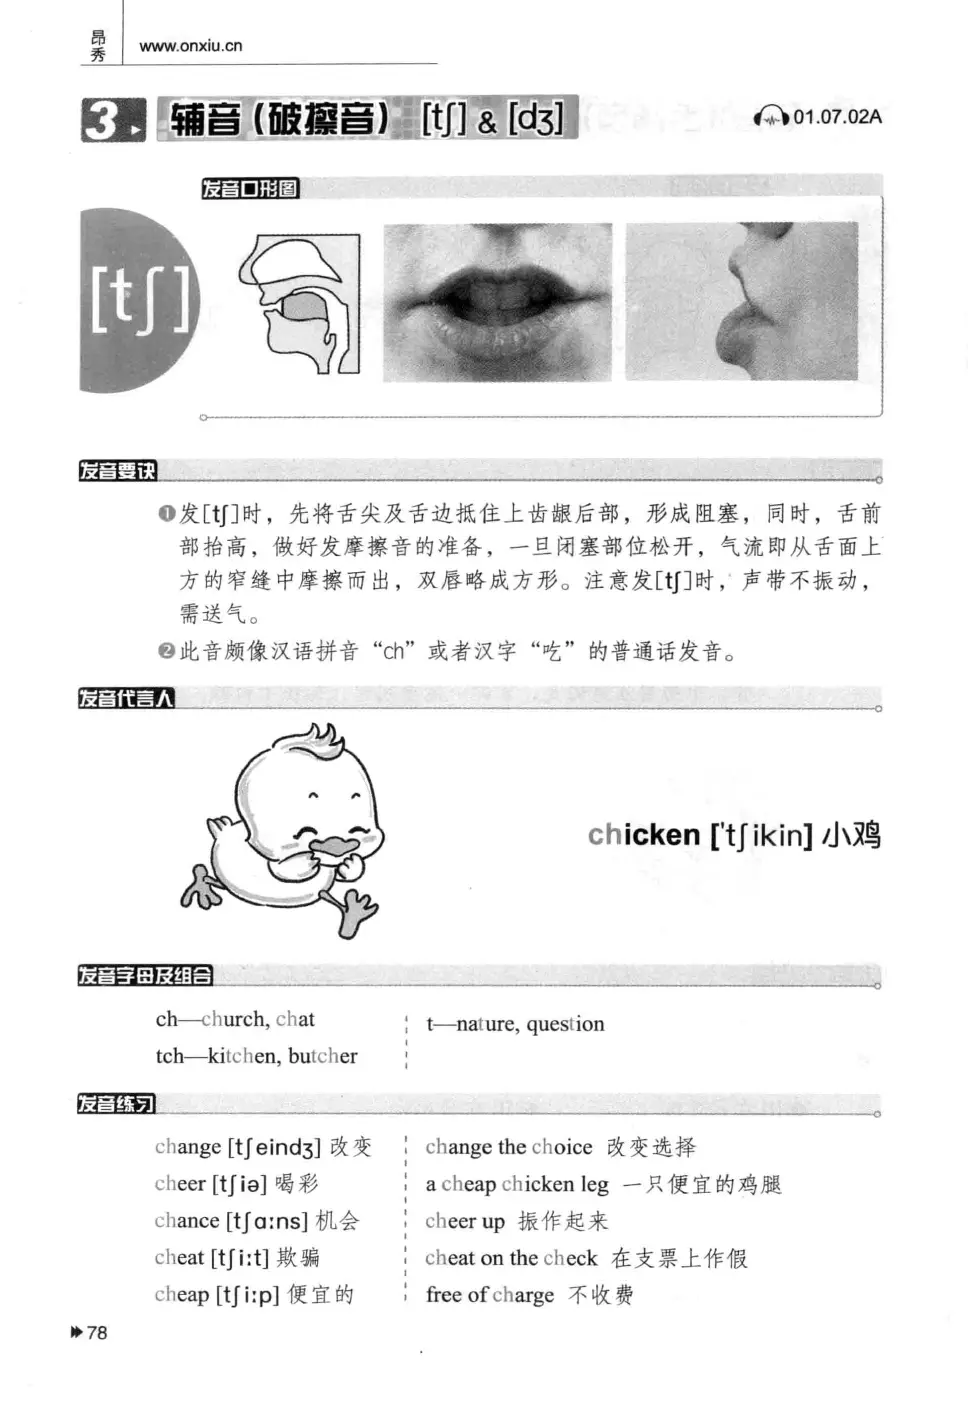 昂秀
www.onxiu.cn
3 辅音(破擦音) [tʃ] & [dʒ]
01.07.02A
发音口形图
[tʃ]
发音要诀
❶发[tʃ]时，先将舌尖及舌边抵住上齿龈后部，形成阻塞，同时，舌前
部抬高，做好发摩擦音的准备，一旦闭塞部位松开，气流即从舌面上
方的窄缝中摩擦而出，双唇略成方形。注意发[tʃ]时，声带不振动，
需送气。
❷此音颇像汉语拼音“ch”或者汉字“吃”的普通话发音。
发音代言人
chicken ['tʃikin] 小鸡
发音字母及组合
ch—church, chat
tch—kitchen, butcher
t—nature, question
发音练习
change [tʃeindʒ] 改变
cheer [tʃiə] 喝彩
chance [tʃɑ:ns] 机会
cheat [tʃi:t] 欺骗
cheap [tʃi:p] 便宜的
change the choice 改变选择
a cheap chicken leg 一只便宜的鸡腿
cheer up 振作起来
cheat on the check 在支票上作假
free of charge 不收费
78